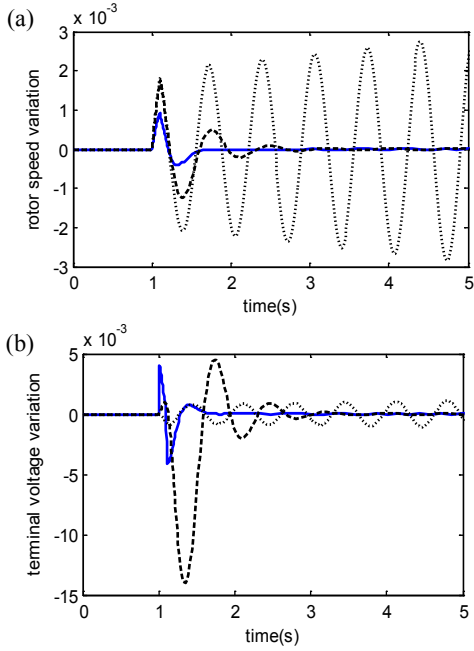 (a)
x 10⁻³
3
2
1
0
-1
-2
-3
rotor speed variation
0 1 2 3 4 5
time(s)
(b)
x 10⁻³
5
0
-5
-10
-15
terminal voltage variation
0 1 2 3 4 5
time(s)